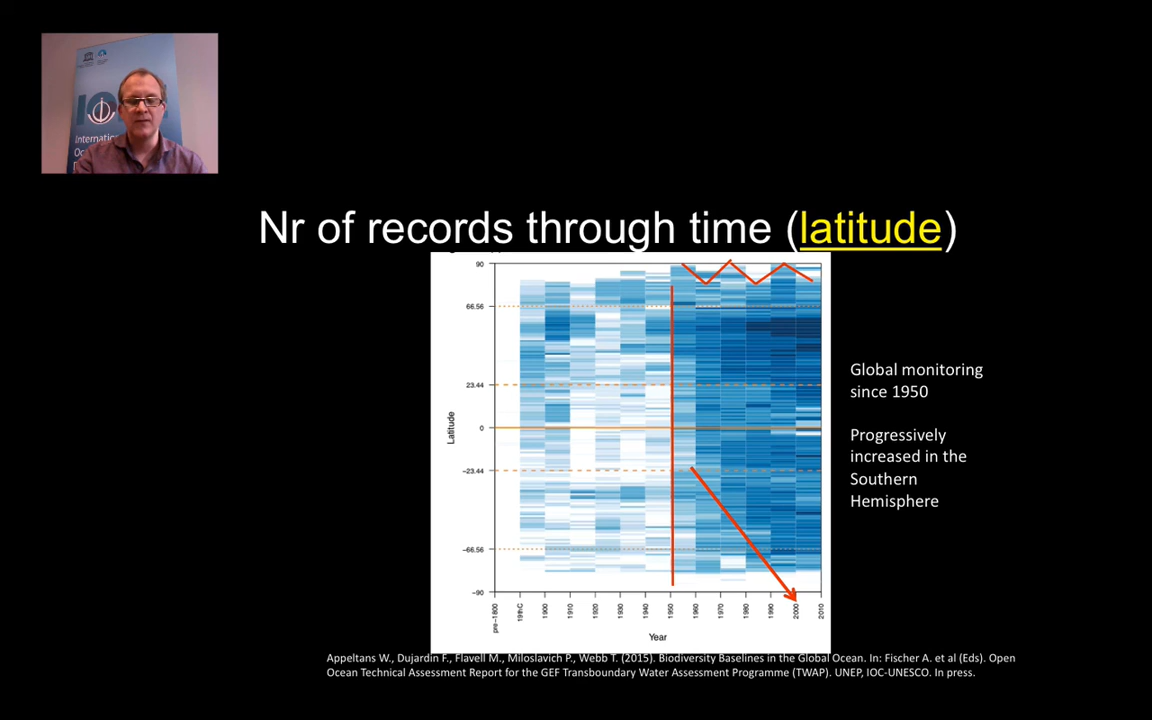 Internatio
Oc
Nr of records through time (latitude)
90
66.56
23.44
0
−23.44
−66.56
−90
Latitude
pre−1800
19thC
1900
1910
1920
1930
1940
1950
1960
1970
1980
1990
2000
2010
Year
Global monitoring
since 1950
Progressively
increased in the
Southern
Hemisphere
Appeltans W., Dujardin F., Flavell M., Miloslavich P., Webb T. (2015). Biodiversity Baselines in the Global Ocean. In: Fischer A. et al (Eds). Open
Ocean Technical Assessment Report for the GEF Transboundary Water Assessment Programme (TWAP). UNEP, IOC-UNESCO. In press.